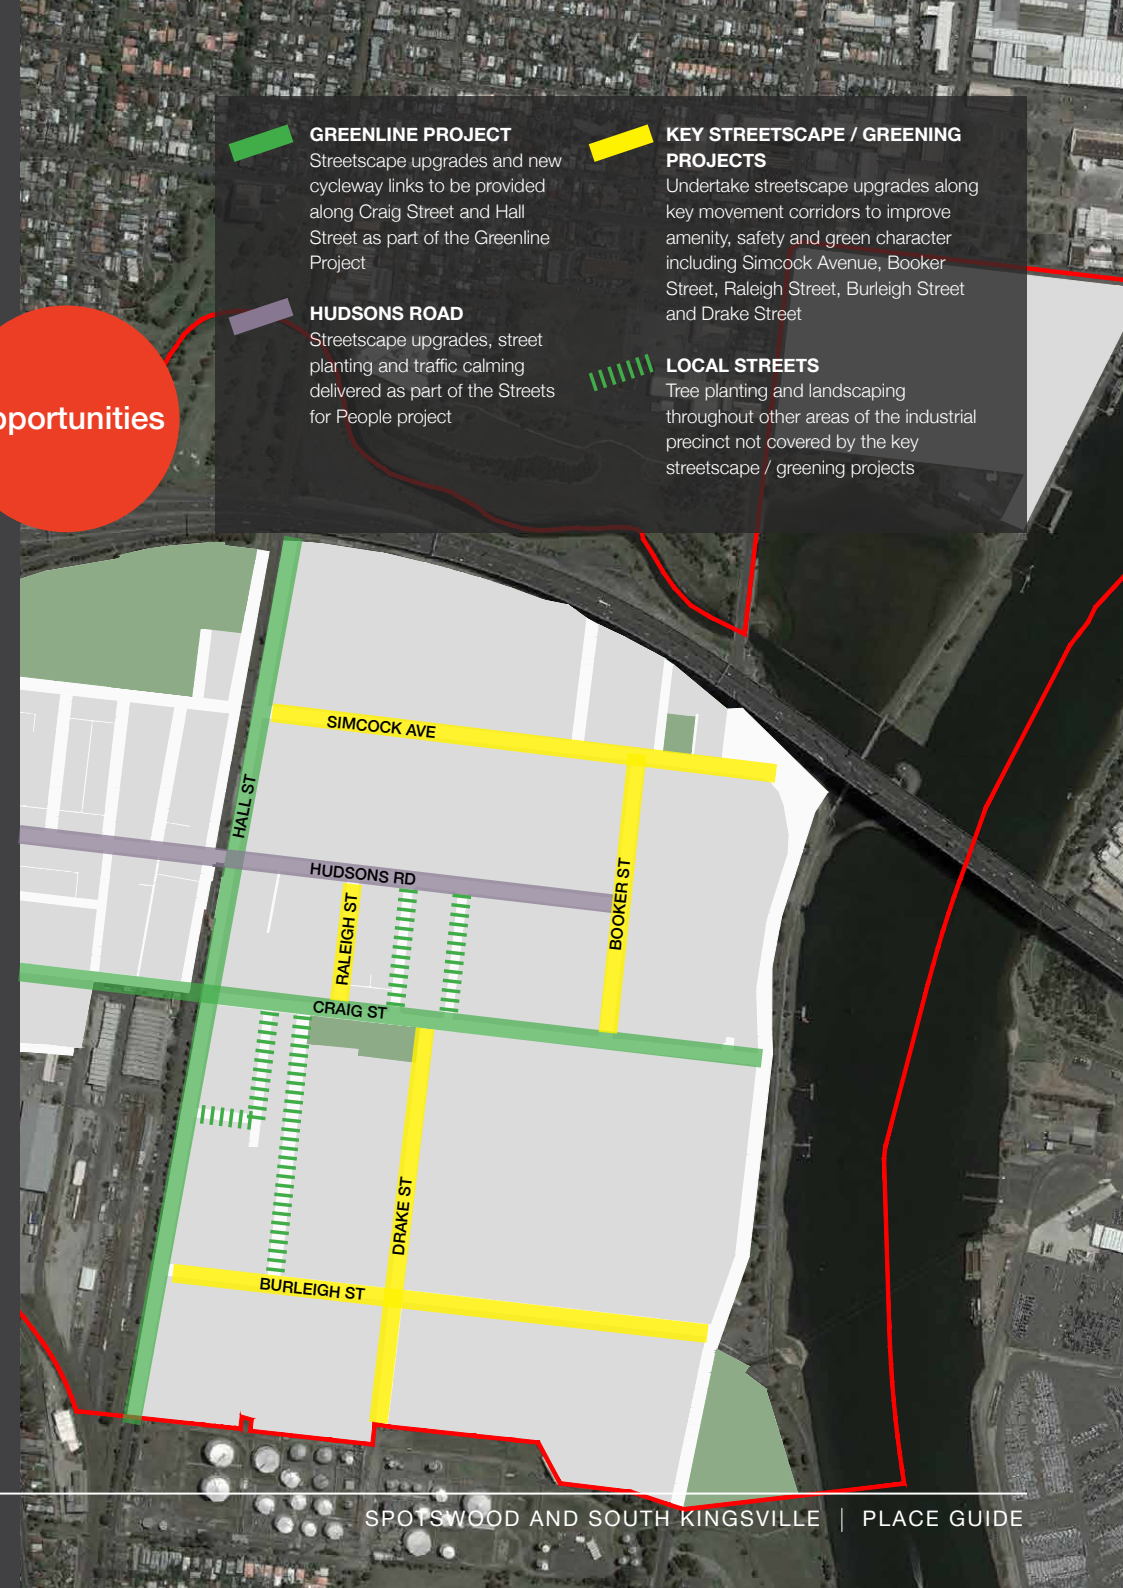 GREENLINE PROJECT
Streetscape upgrades and new
cycleway links to be provided
along Craig Street and Hall
Street as part of the Greenline
Project
HUDSONS ROAD
Streetscape upgrades, street
planting and traffic calming
delivered as part of the Streets
for People project
KEY STREETSCAPE / GREENING
PROJECTS
Undertake streetscape upgrades along
key movement corridors to improve
amenity, safety and green character
including Simcock Avenue, Booker
Street, Raleigh Street, Burleigh Street
and Drake Street
LOCAL STREETS
Tree planting and landscaping
throughout other areas of the industrial
precinct not covered by the key
streetscape / greening projects
pportunities
SIMCOCK AVE
HALL ST
HUDSONS RD
RALEIGH ST
BOOKER ST
CRAIG ST
DRAKE ST
BURLEIGH ST
SPOTSWOOD AND SOUTH KINGSVILLE | PLACE GUIDE